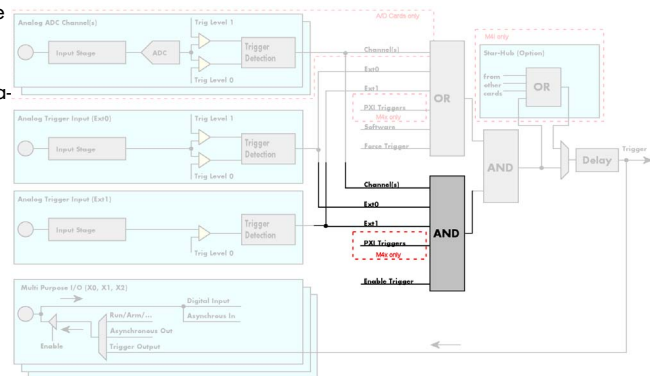 e
a-
Analog ADC Channel(s)
Trig Level 1
Input Stage
ADC
Trigger
Detection
Trig Level 0
A/D Cards only
Channel(s)
Ext0
Ext1
PXI Triggers
M4x only
Software
Force Trigger
OR
M4i only
Star-Hub (Option)
from
other
cards
OR
Analog Trigger Input (Ext0)
Trig Level 1
Input Stage
Trigger
Detection
Trig Level 0
AND
Delay
Trigger
Analog Trigger Input (Ext1)
Input Stage
Trigger
Detection
Trig Level 0
Channel(s)
Ext0
Ext1
PXI Triggers
M4x only
Enable Trigger
AND
Multi Purpose I/O (X0, X1, X2)
Digital Input
Asynchrous In
Run/Arm/...
Asynchronous Out
Trigger Output
Enable